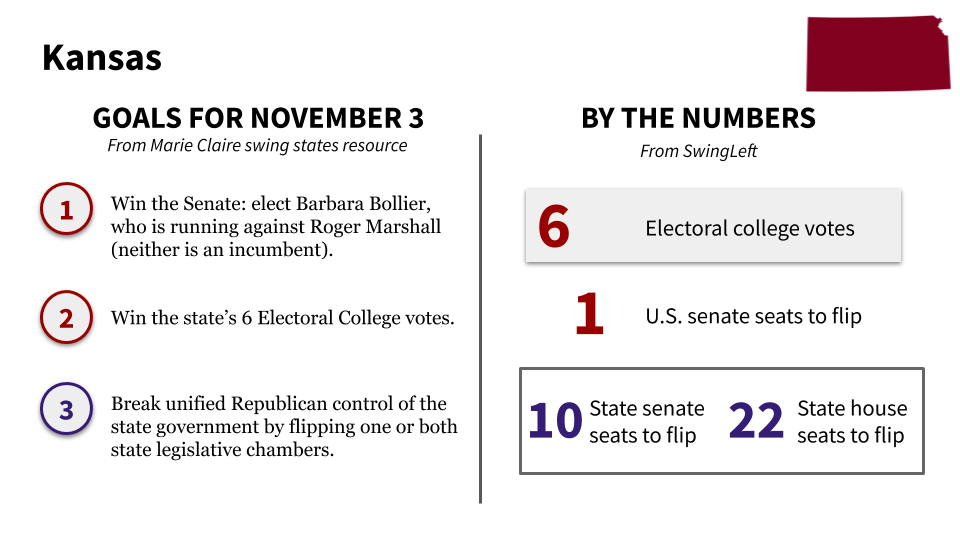 Kansas
GOALS FOR NOVEMBER 3
From Marie Claire swing states resource
1
Win the Senate: elect Barbara Bollier,
who is running against Roger Marshall
(neither is an incumbent).
2
Win the state’s 6 Electoral College votes.
3
Break unified Republican control of the
state government by flipping one or both
state legislative chambers.
BY THE NUMBERS
From SwingLeft
6
Electoral college votes
1
U.S. senate seats to flip
10
State senate
seats to flip
22
State house
seats to flip